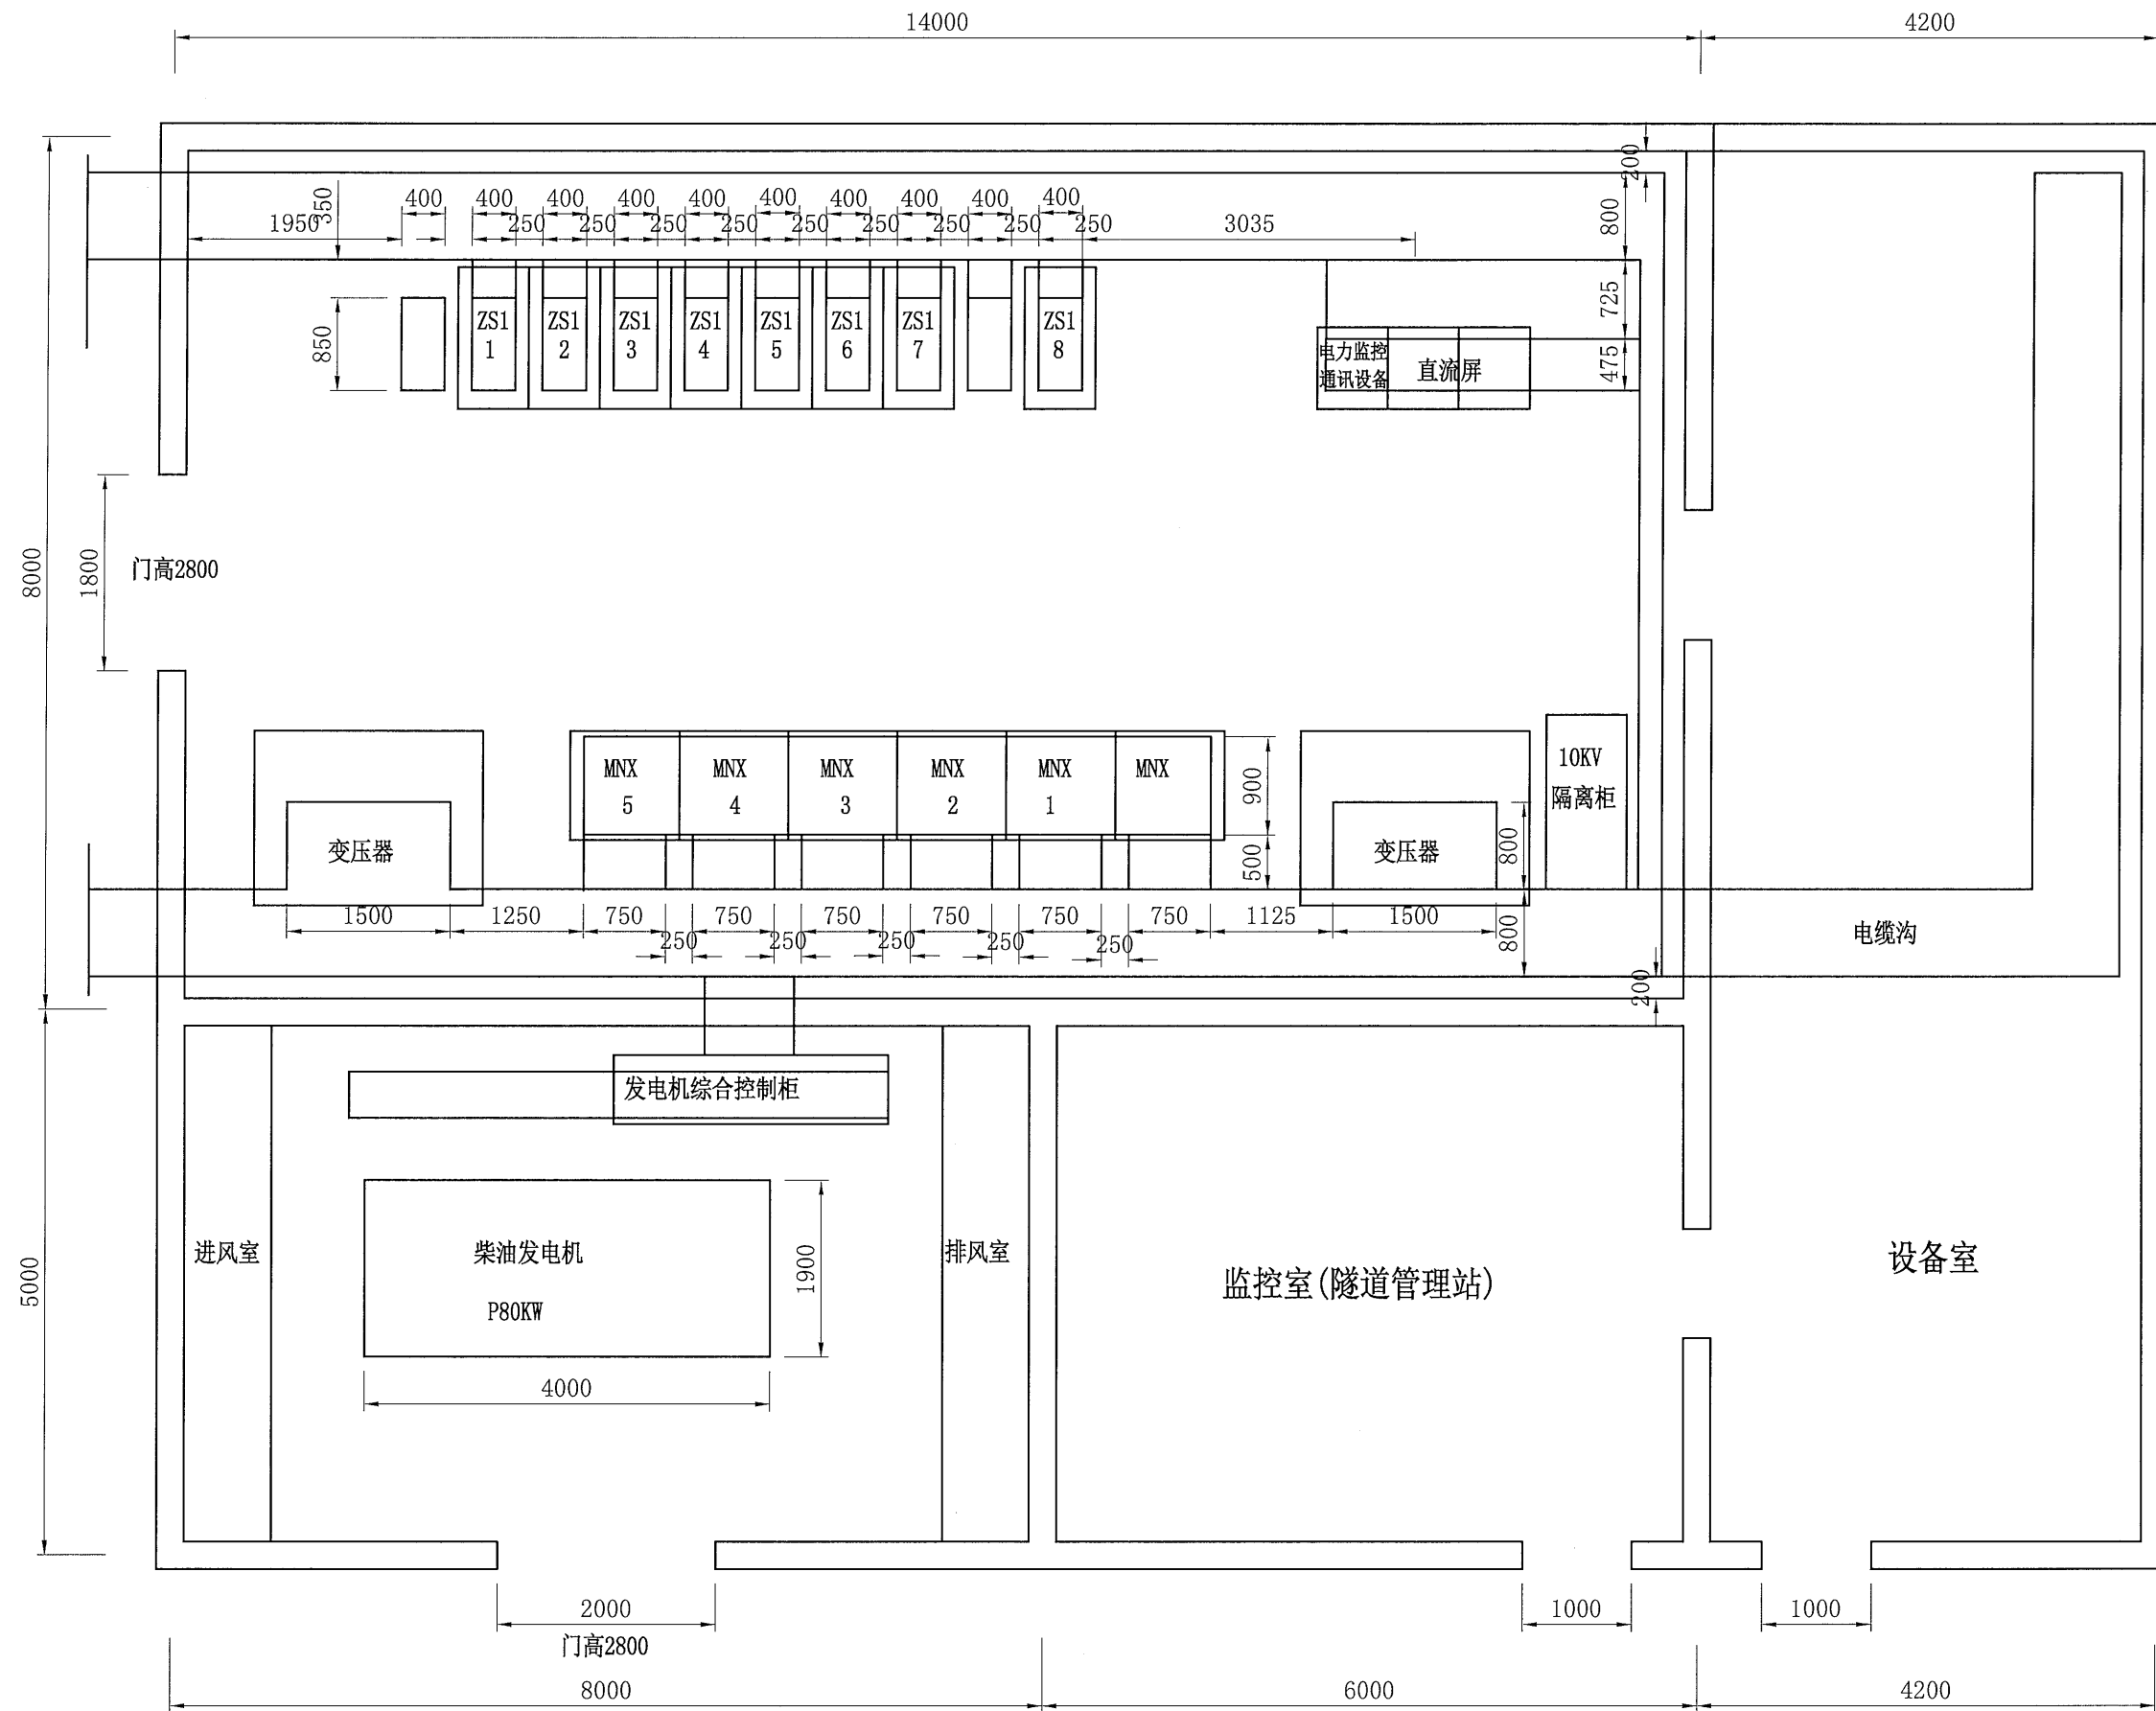 14000 4200
200
400 400 400 400 400 400 400 400 400 400
350
1950 250 250 250 250 250 250 250 250 250 3035
800
ZS1 ZS1 ZS1 ZS1 ZS1 ZS1 ZS1 ZS1
1 2 3 4 5 6 7 8
850
725
电力监控
通讯设备
直流屏
475
8000
1800
门高2800
MNX MNX MNX MNX MNX MNX
5 4 3 2 1
900
10KV
隔离柜
变压器
变压器
500
800
1500 1250 750 750 750 750 750 750 1125 1500
250 250 250 250 250
800
电缆沟
200
发电机综合控制柜
5000
进风室
柴油发电机
P80KW
1900
排风室
监控室(隧道管理站)
设备室
4000
2000
门高2800
1000
1000
8000 6000 4200